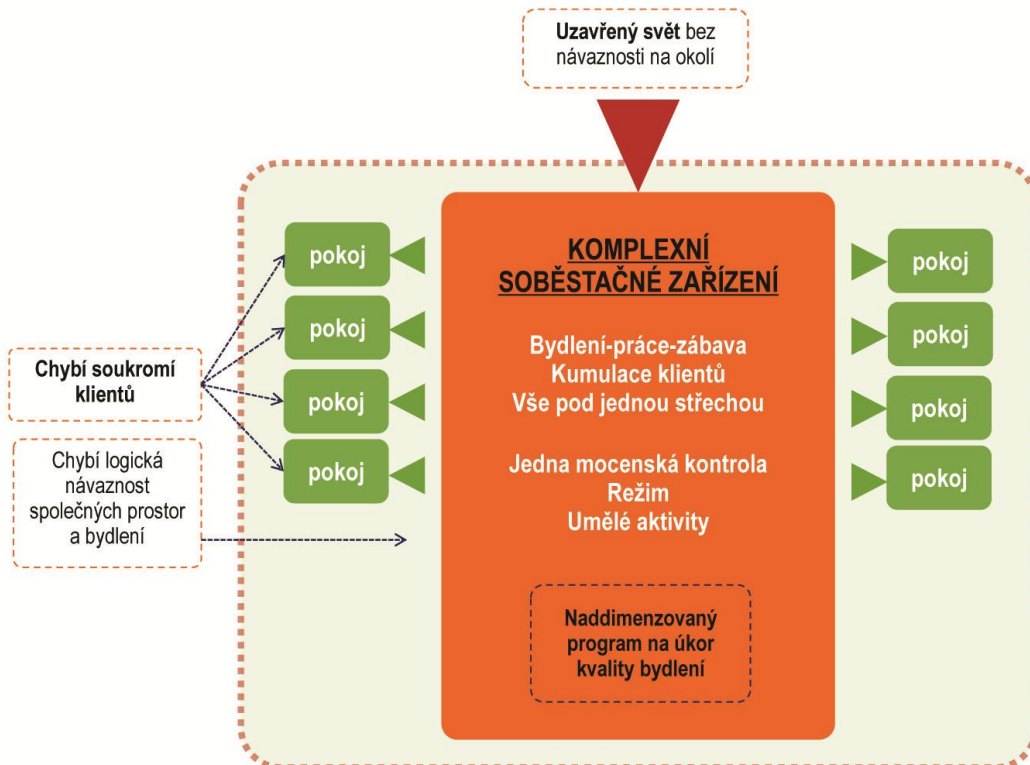 Uzavřený svět bez
návaznosti na okolí
KOMPLEXNÍ
SOBĚSTAČNÉ ZAŘÍZENÍ
Bydlení-práce-zábava
Kumulace klientů
Vše pod jednou střechou
Jedna mocenská kontrola
Režim
Umělé aktivity
Naddimenzovaný
program na úkor
kvality bydlení
pokoj
pokoj
pokoj
pokoj
pokoj
pokoj
pokoj
pokoj
Chybí soukromí
klientů
Chybí logická
návaznost
společných prostor
a bydlení